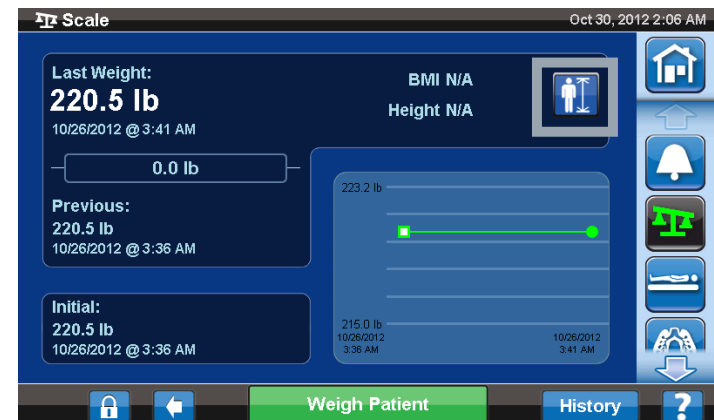 Scale
Oct 30, 2012 2:06 AM
Last Weight:
220.5 lb
10/26/2012 @ 3:41 AM
0.0 lb
Previous:
220.5 lb
10/26/2012 @ 3:36 AM
Initial:
220.5 lb
10/26/2012 @ 3:36 AM
BMI N/A
Height N/A
223.2 lb
215.0 lb
10/26/2012
3:36 AM
10/26/2012
3:41 AM
Weigh Patient
History
?